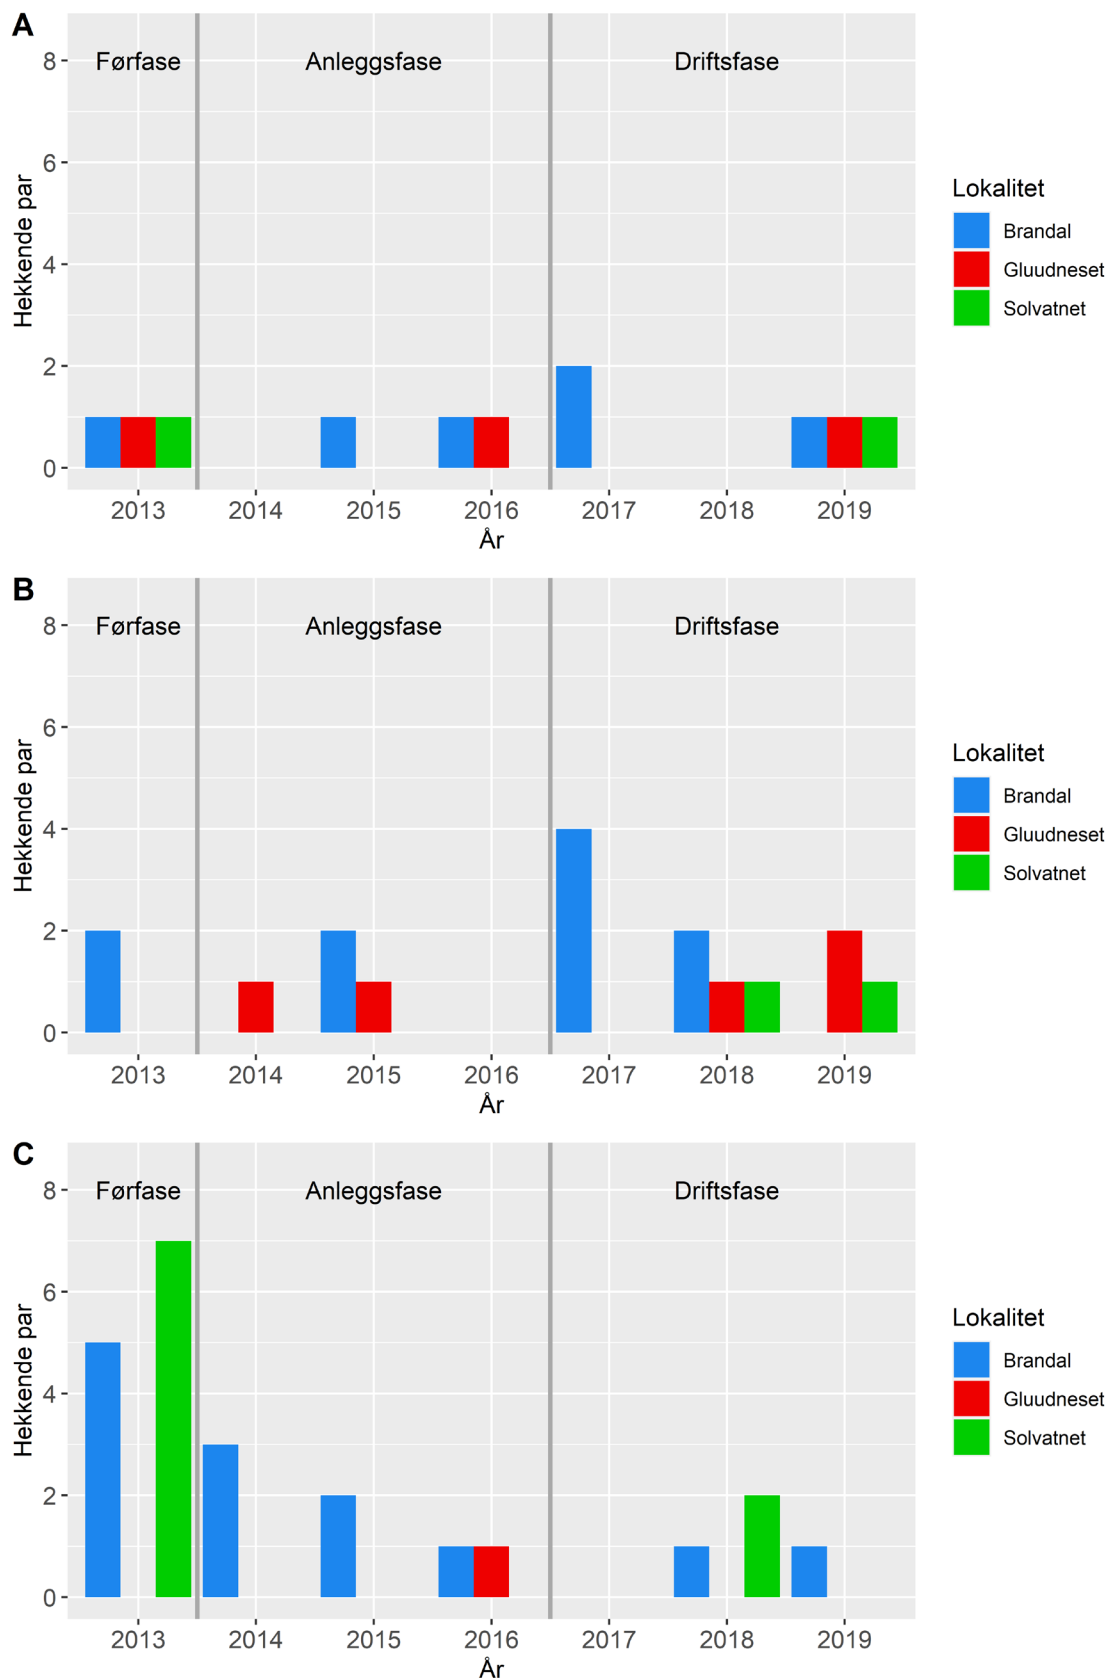 A
Førfase Anleggsfase Driftsfase
8
6
4
2
0
Hekkende par
2013 2014 2015 2016 2017 2018 2019
År
Lokalitet
Brandal
Gluudneset
Solvatnet
B
Førfase Anleggsfase Driftsfase
8
6
4
2
0
Hekkende par
2013 2014 2015 2016 2017 2018 2019
År
Lokalitet
Brandal
Gluudneset
Solvatnet
C
Førfase Anleggsfase Driftsfase
8
6
4
2
0
Hekkende par
2013 2014 2015 2016 2017 2018 2019
År
Lokalitet
Brandal
Gluudneset
Solvatnet